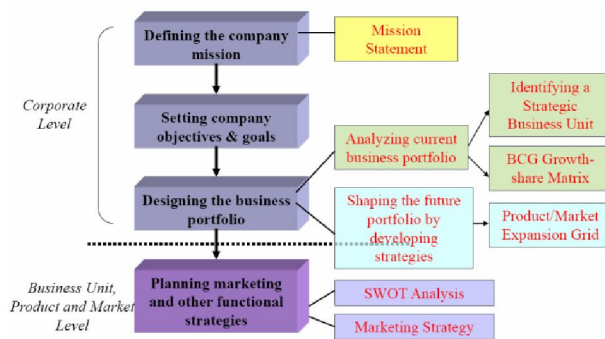 Defining the company
mission
Mission
Statement
Corporate
Level
Setting company
objectives & goals
Identifying a
Strategic
Business Unit
Analyzing current
business portfolio
BCG Growth-
share Matrix
Designing the business
portfolio
Shaping the future
portfolio by
developing
strategies
Product/Market
Expansion Grid
Business Unit,
Product and Market
Level
Planning marketing
and other functional
strategies
SWOT Analysis
Marketing Strategy